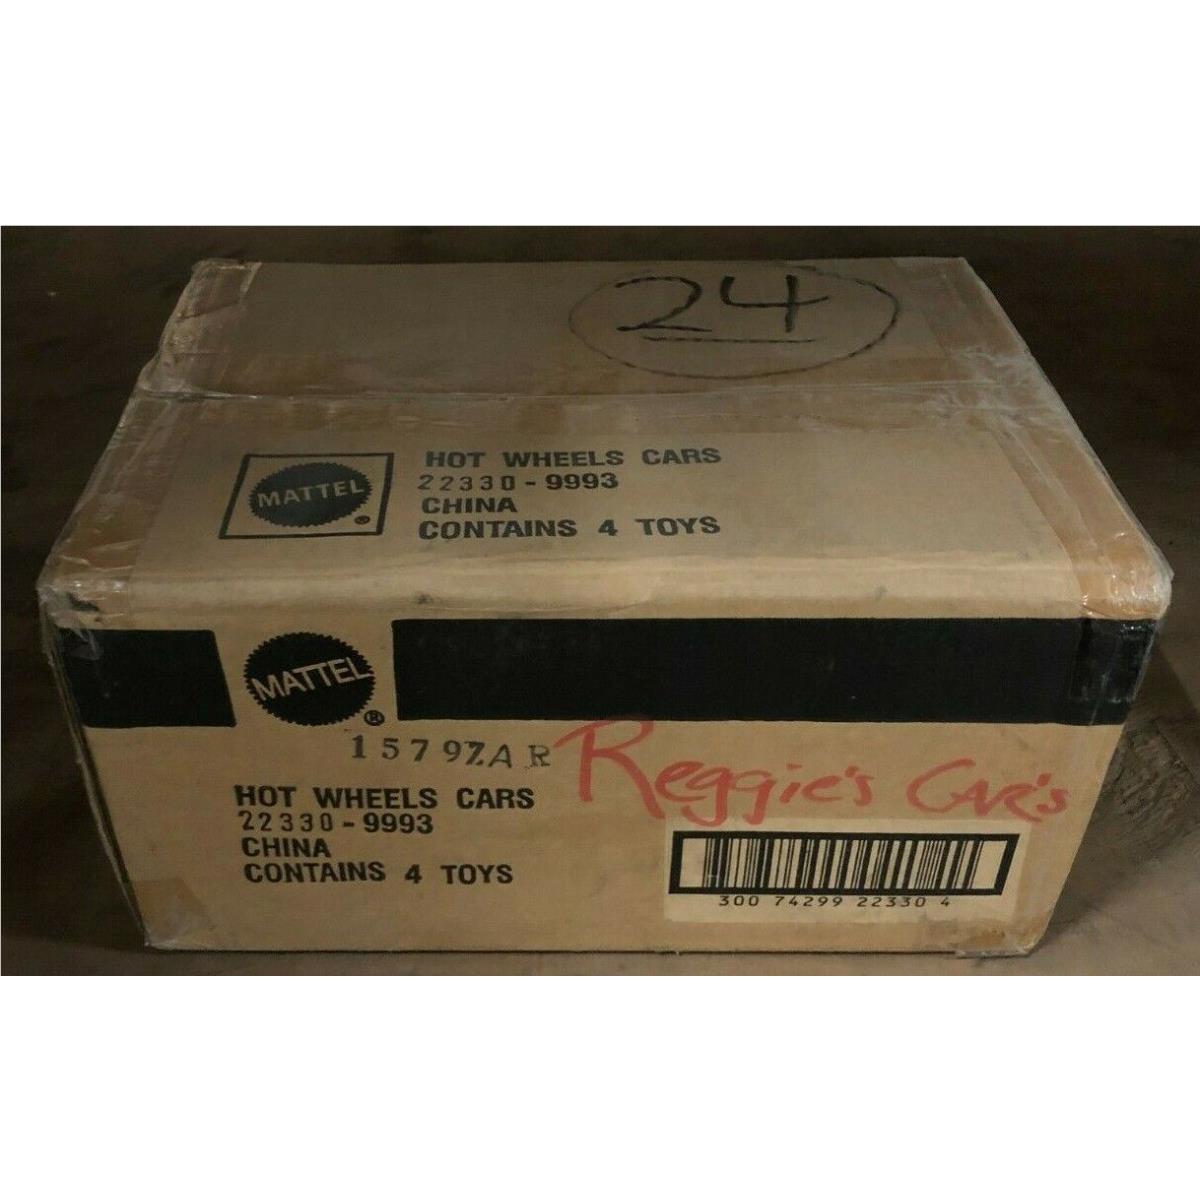 24
MATTEL
®
HOT WHEELS CARS
22330-9993
CHINA
CONTAINS 4 TOYS
MATTEL
®
1579ZAR
Reggie's CAR's
HOT WHEELS CARS
22330-9993
CHINA
CONTAINS 4 TOYS
300 74299 22330 4